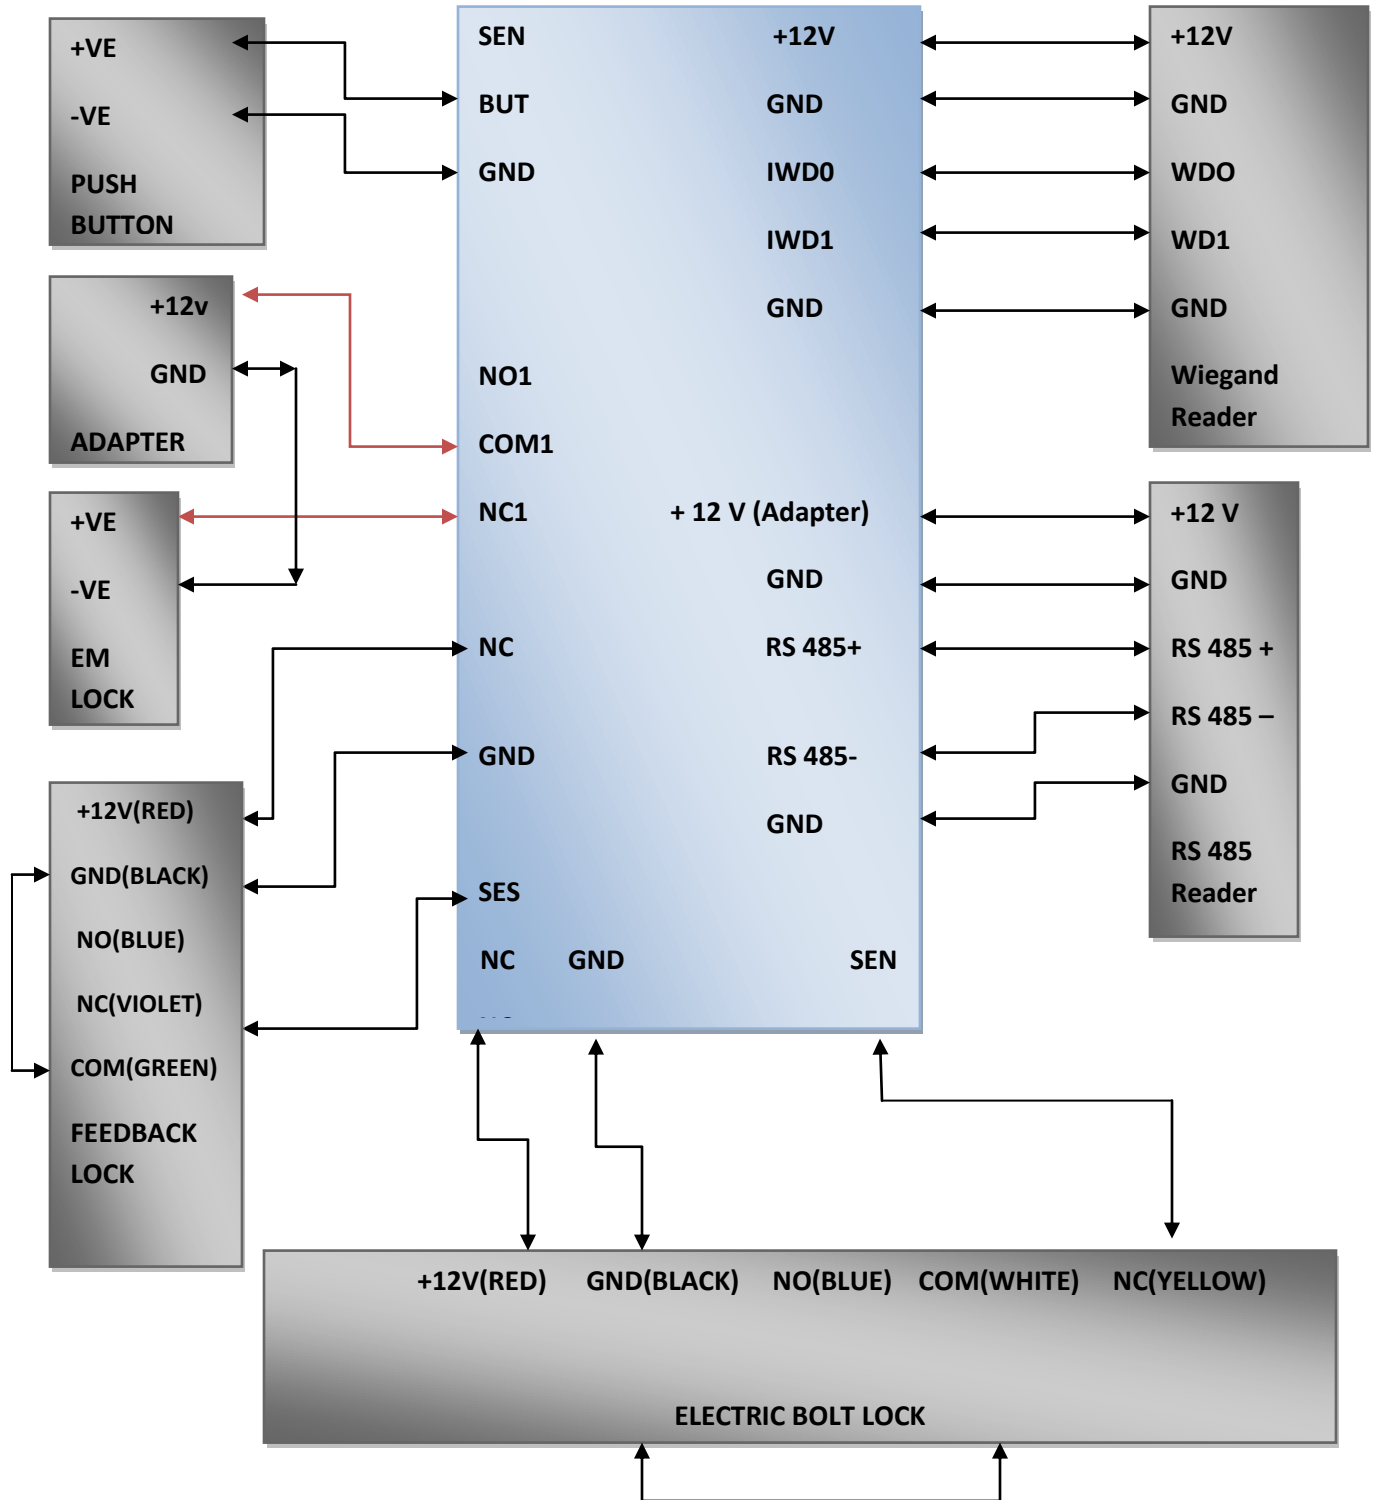 +VE
-VE
PUSH
BUTTON
+12v
GND
ADAPTER
+VE
-VE
EM
LOCK
+12V(RED)
GND(BLACK)
NO(BLUE)
NC(VIOLET)
COM(GREEN)
FEEDBACK
LOCK
SEN
BUT
GND
NO1
COM1
NC1
NC
GND
SES
NC GND SEN
+12V
GND
IWD0
IWD1
GND
+ 12 V (Adapter)
GND
RS 485+
RS 485-
GND
+12V
GND
WDO
WD1
GND
Wiegand
Reader
+12 V
GND
RS 485 +
RS 485 –
GND
RS 485
Reader
+12V(RED) GND(BLACK) NO(BLUE) COM(WHITE) NC(YELLOW)
ELECTRIC BOLT LOCK